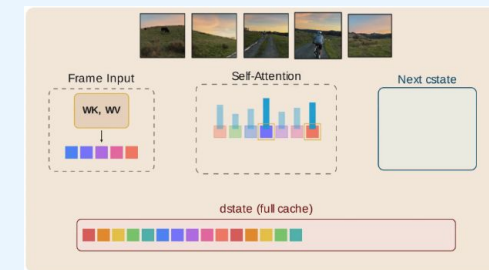 Frame Input
Self-Attention
Next cstate
WK, WV
dstate (full cache)